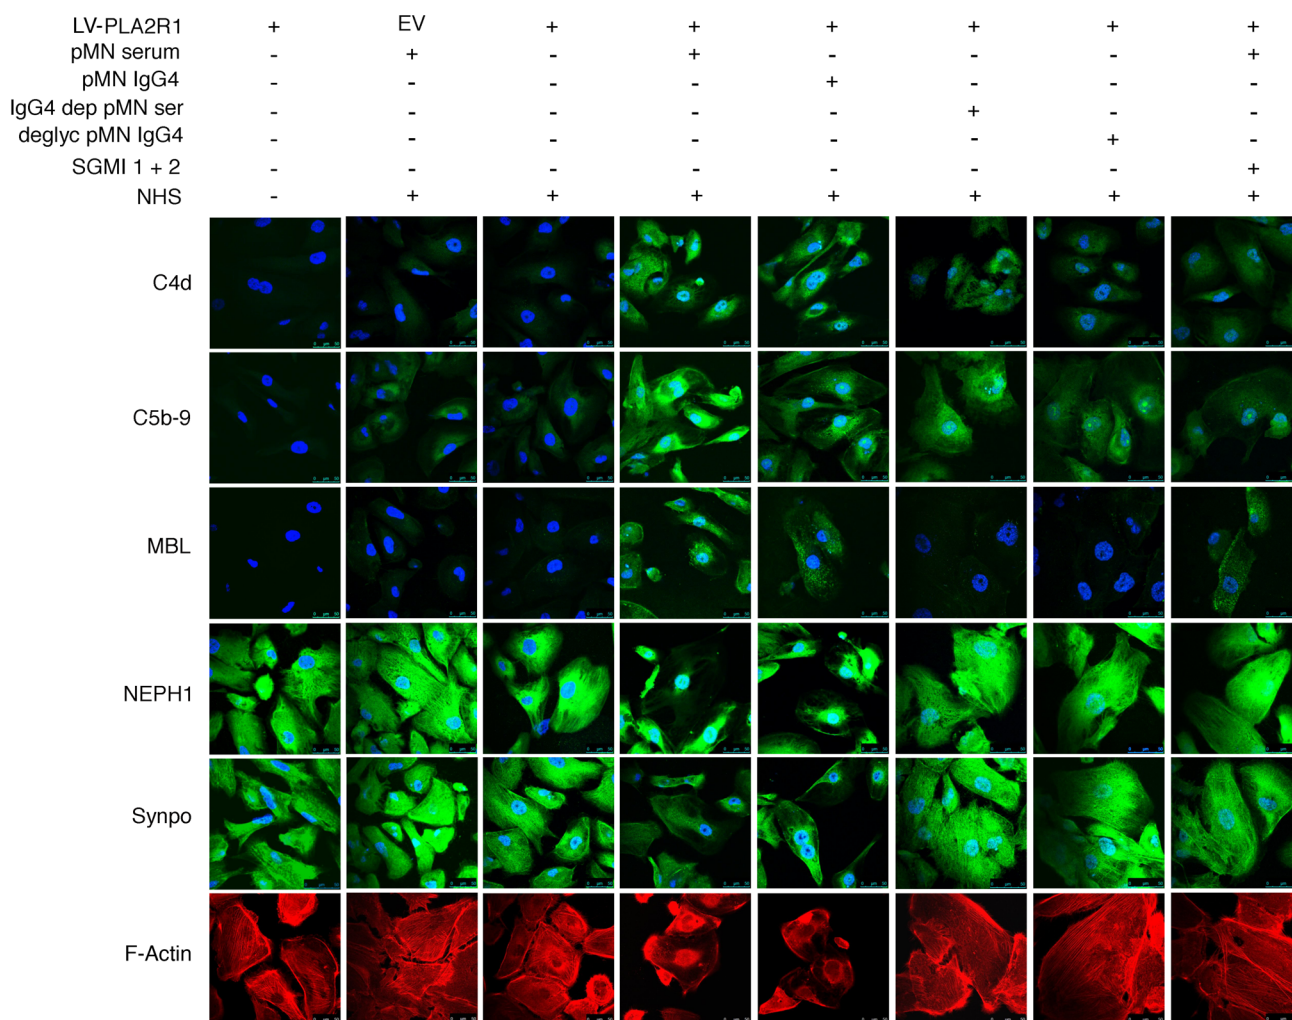 LV-PLA2R1 + EV + + + + + +
pMN serum - + - + - - - +
pMN IgG4 - - - - + - - -
IgG4 dep pMN ser - - - - - + - -
deglyc pMN IgG4 - - - - - - + -
SGMI 1 + 2 - - - - - - - +
NHS - + + + + + + +
C4d
C5b-9
MBL
NEPH1
Synpo
F-Actin